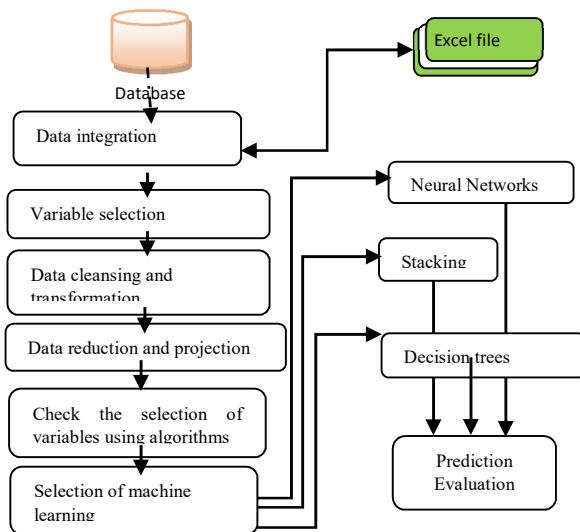 Database
Excel file
Data integration
Variable selection
Data cleansing and
transformation
Data reduction and projection
Check the selection of
variables using algorithms
Selection of machine
learning
Neural Networks
Stacking
Decision trees
Prediction
Evaluation